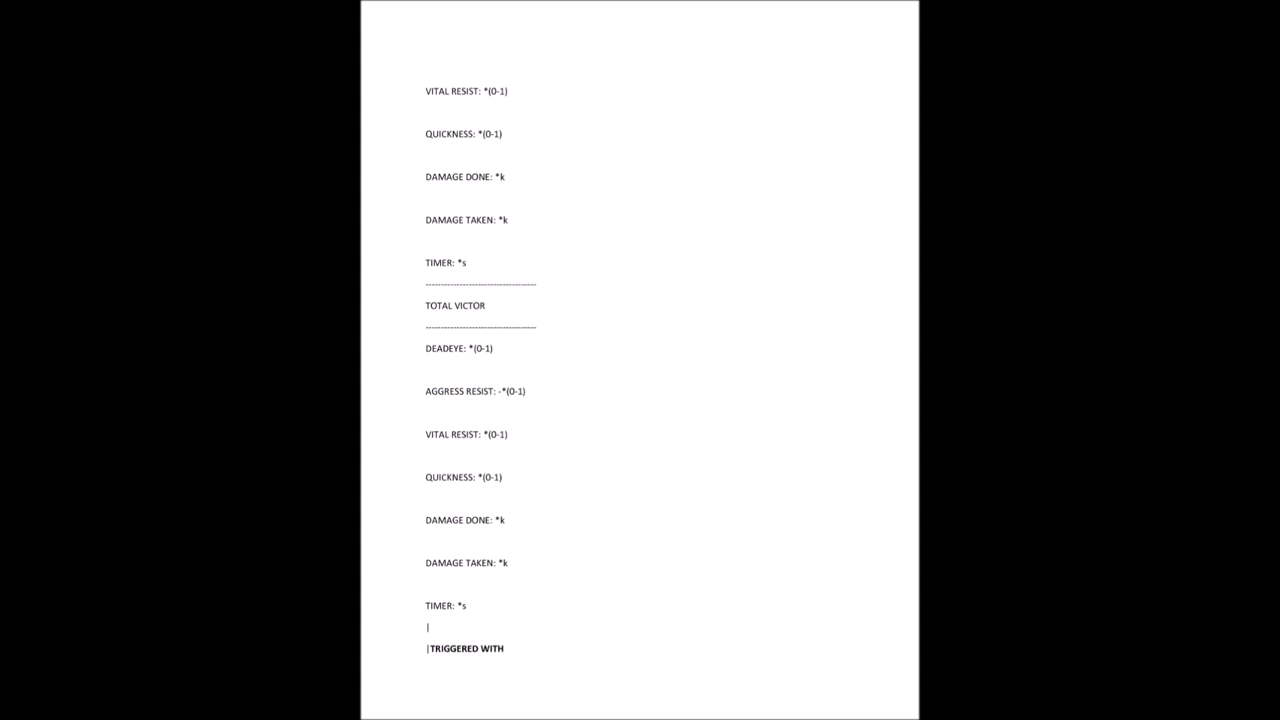 VITAL RESIST: *(0-1)
QUICKNESS: *(0-1)
DAMAGE DONE: *k
DAMAGE TAKEN: *k
TIMER: *s
------------------------------------
TOTAL VICTOR
------------------------------------
DEADEYE: *(0-1)
AGGRESS RESIST: -*(0-1)
VITAL RESIST: *(0-1)
QUICKNESS: *(0-1)
DAMAGE DONE: *k
DAMAGE TAKEN: *k
TIMER: *s
|
|TRIGGERED WITH